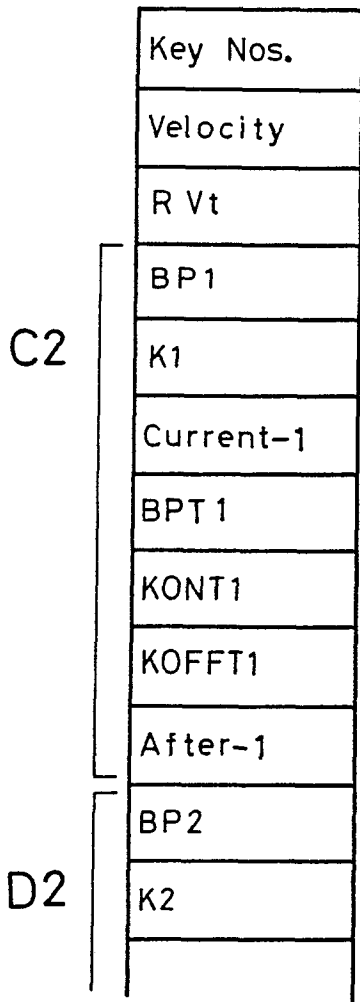 Key Nos.
Velocity
R Vt
BP1
C2
K1
Current-1
BPT1
KONT1
KOFFT1
After-1
BP2
D2
K2